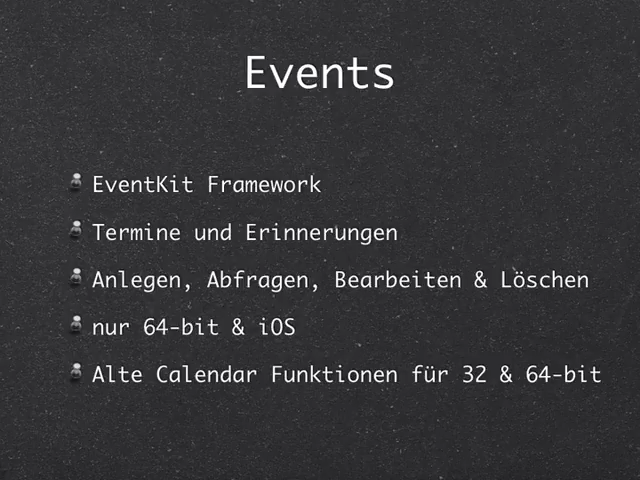 Events
EventKit Framework
Termine und Erinnerungen
Anlegen, Abfragen, Bearbeiten & Löschen
nur 64-bit & iOS
Alte Calendar Funktionen für 32 & 64-bit